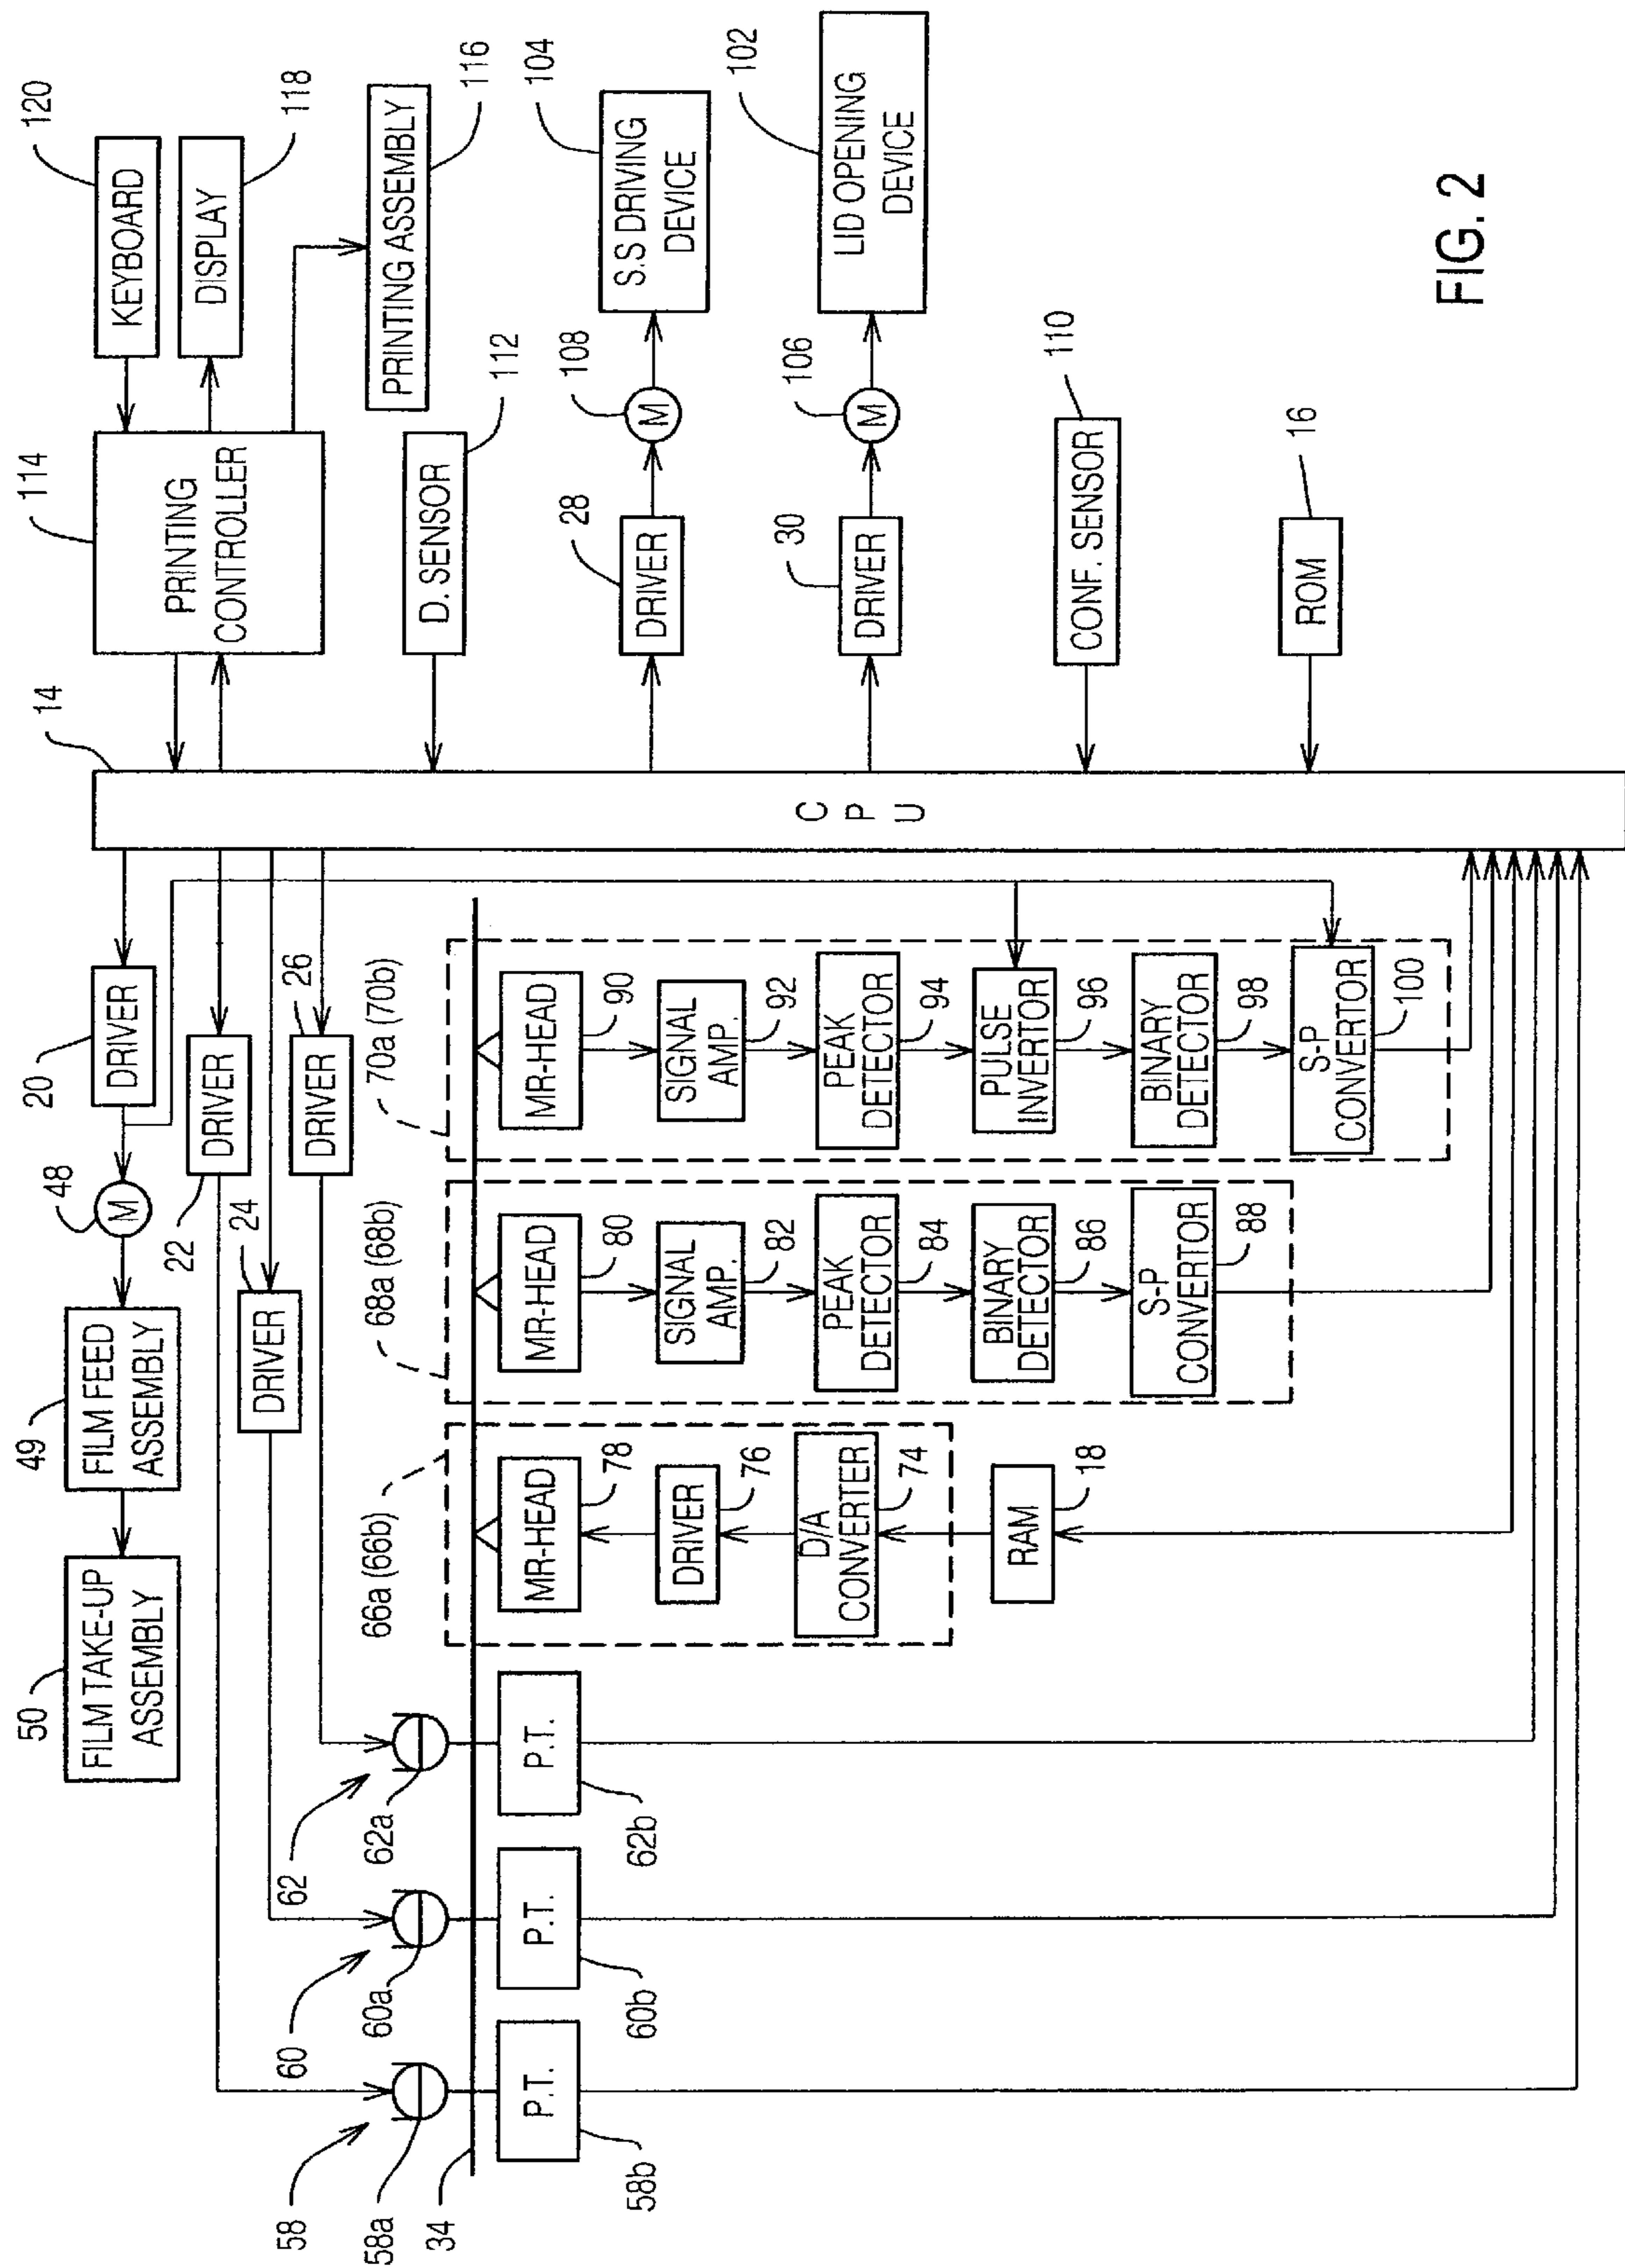 120
KEYBOARD
118
DISPLAY
116
PRINTING ASSEMBLY
114
PRINTING
CONTROLLER
112
D. SENSOR
104
S.S DRIVING
DEVICE
108
M
28
DRIVER
102
LID OPENING
DEVICE
106
M
30
DRIVER
110
CONF. SENSOR
16
ROM
FIG. 2
14
C
P
U
20
DRIVER
48
M
49
FILM FEED
ASSEMBLY
50
FILM TAKE-UP
ASSEMBLY
22
DRIVER
24
DRIVER
26
DRIVER
70a (70b)
MR-HEAD
90
SIGNAL
AMP.
92
PEAK
DETECTOR
94
PULSE
INVERTOR
96
BINARY
DETECTOR
98
S-P
CONVERTOR
100
68a (68b)
MR-HEAD
80
SIGNAL
AMP.
82
PEAK
DETECTOR
84
BINARY
DETECTOR
86
S-P
CONVERTOR
88
66a (66b)
MR-HEAD
78
DRIVER
76
D/A
CONVERTER
74
RAM
18
62
62a
P.T.
62b
60
60a
P.T.
60b
58
58a
P.T.
58b
34